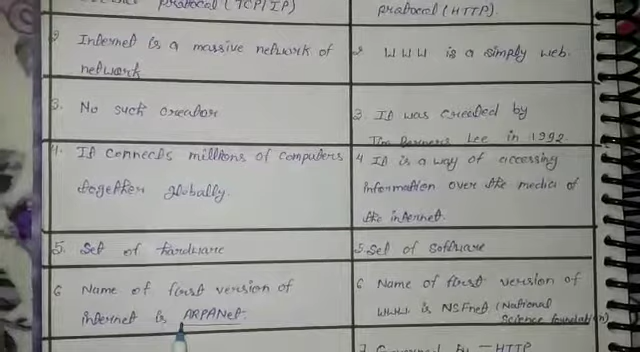 protocol (TCP/IP)
protocol (HTTP).
2 Internet is a massive network of
network
2 WWW is a simply web.
3. No such creator
3. It was created by
Tim Berners Lee in 1992.
4. It connects millions of computers
together globally.
4 It is a way of accessing
information over the media of
the internet.
5. Set of hardware
5. Set of Software
6 Name of first version of
internet is ARPANet.
6 Name of first version of
WWW. is NSFnet (National
Science foundation)
HTTP